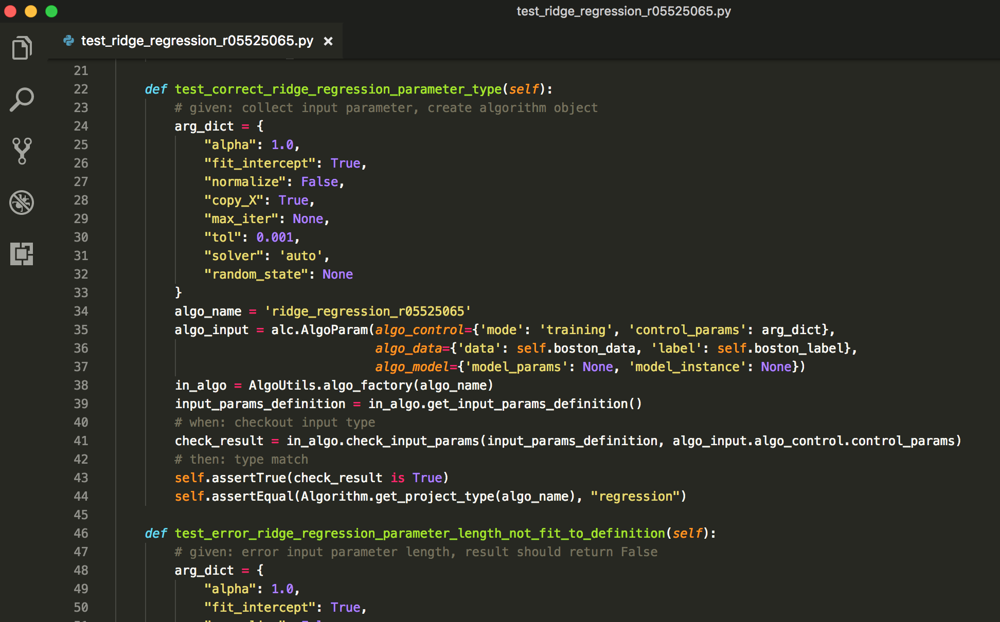 test_ridge_regression_r05525065.py
test_ridge_regression_r05525065.py ×
21
22 def test_correct_ridge_regression_parameter_type(self):
23 # given: collect input parameter, create algorithm object
24 arg_dict = {
25 "alpha": 1.0,
26 "fit_intercept": True,
27 "normalize": False,
28 "copy_X": True,
29 "max_iter": None,
30 "tol": 0.001,
31 "solver": 'auto',
32 "random_state": None
33 }
34 algo_name = 'ridge_regression_r05525065'
35 algo_input = alc.AlgoParam(algo_control={'mode': 'training', 'control_params': arg_dict},
36 algo_data={'data': self.boston_data, 'label': self.boston_label},
37 algo_model={'model_params': None, 'model_instance': None})
38 in_algo = AlgoUtils.algo_factory(algo_name)
39 input_params_definition = in_algo.get_input_params_definition()
40 # when: checkout input type
41 check_result = in_algo.check_input_params(input_params_definition, algo_input.algo_control.control_params)
42 # then: type match
43 self.assertTrue(check_result is True)
44 self.assertEqual(Algorithm.get_project_type(algo_name), "regression")
45
46 def test_error_ridge_regression_parameter_length_not_fit_to_definition(self):
47 # given: error input parameter length, result should return False
48 arg_dict = {
49 "alpha": 1.0,
50 "fit_intercept": True,